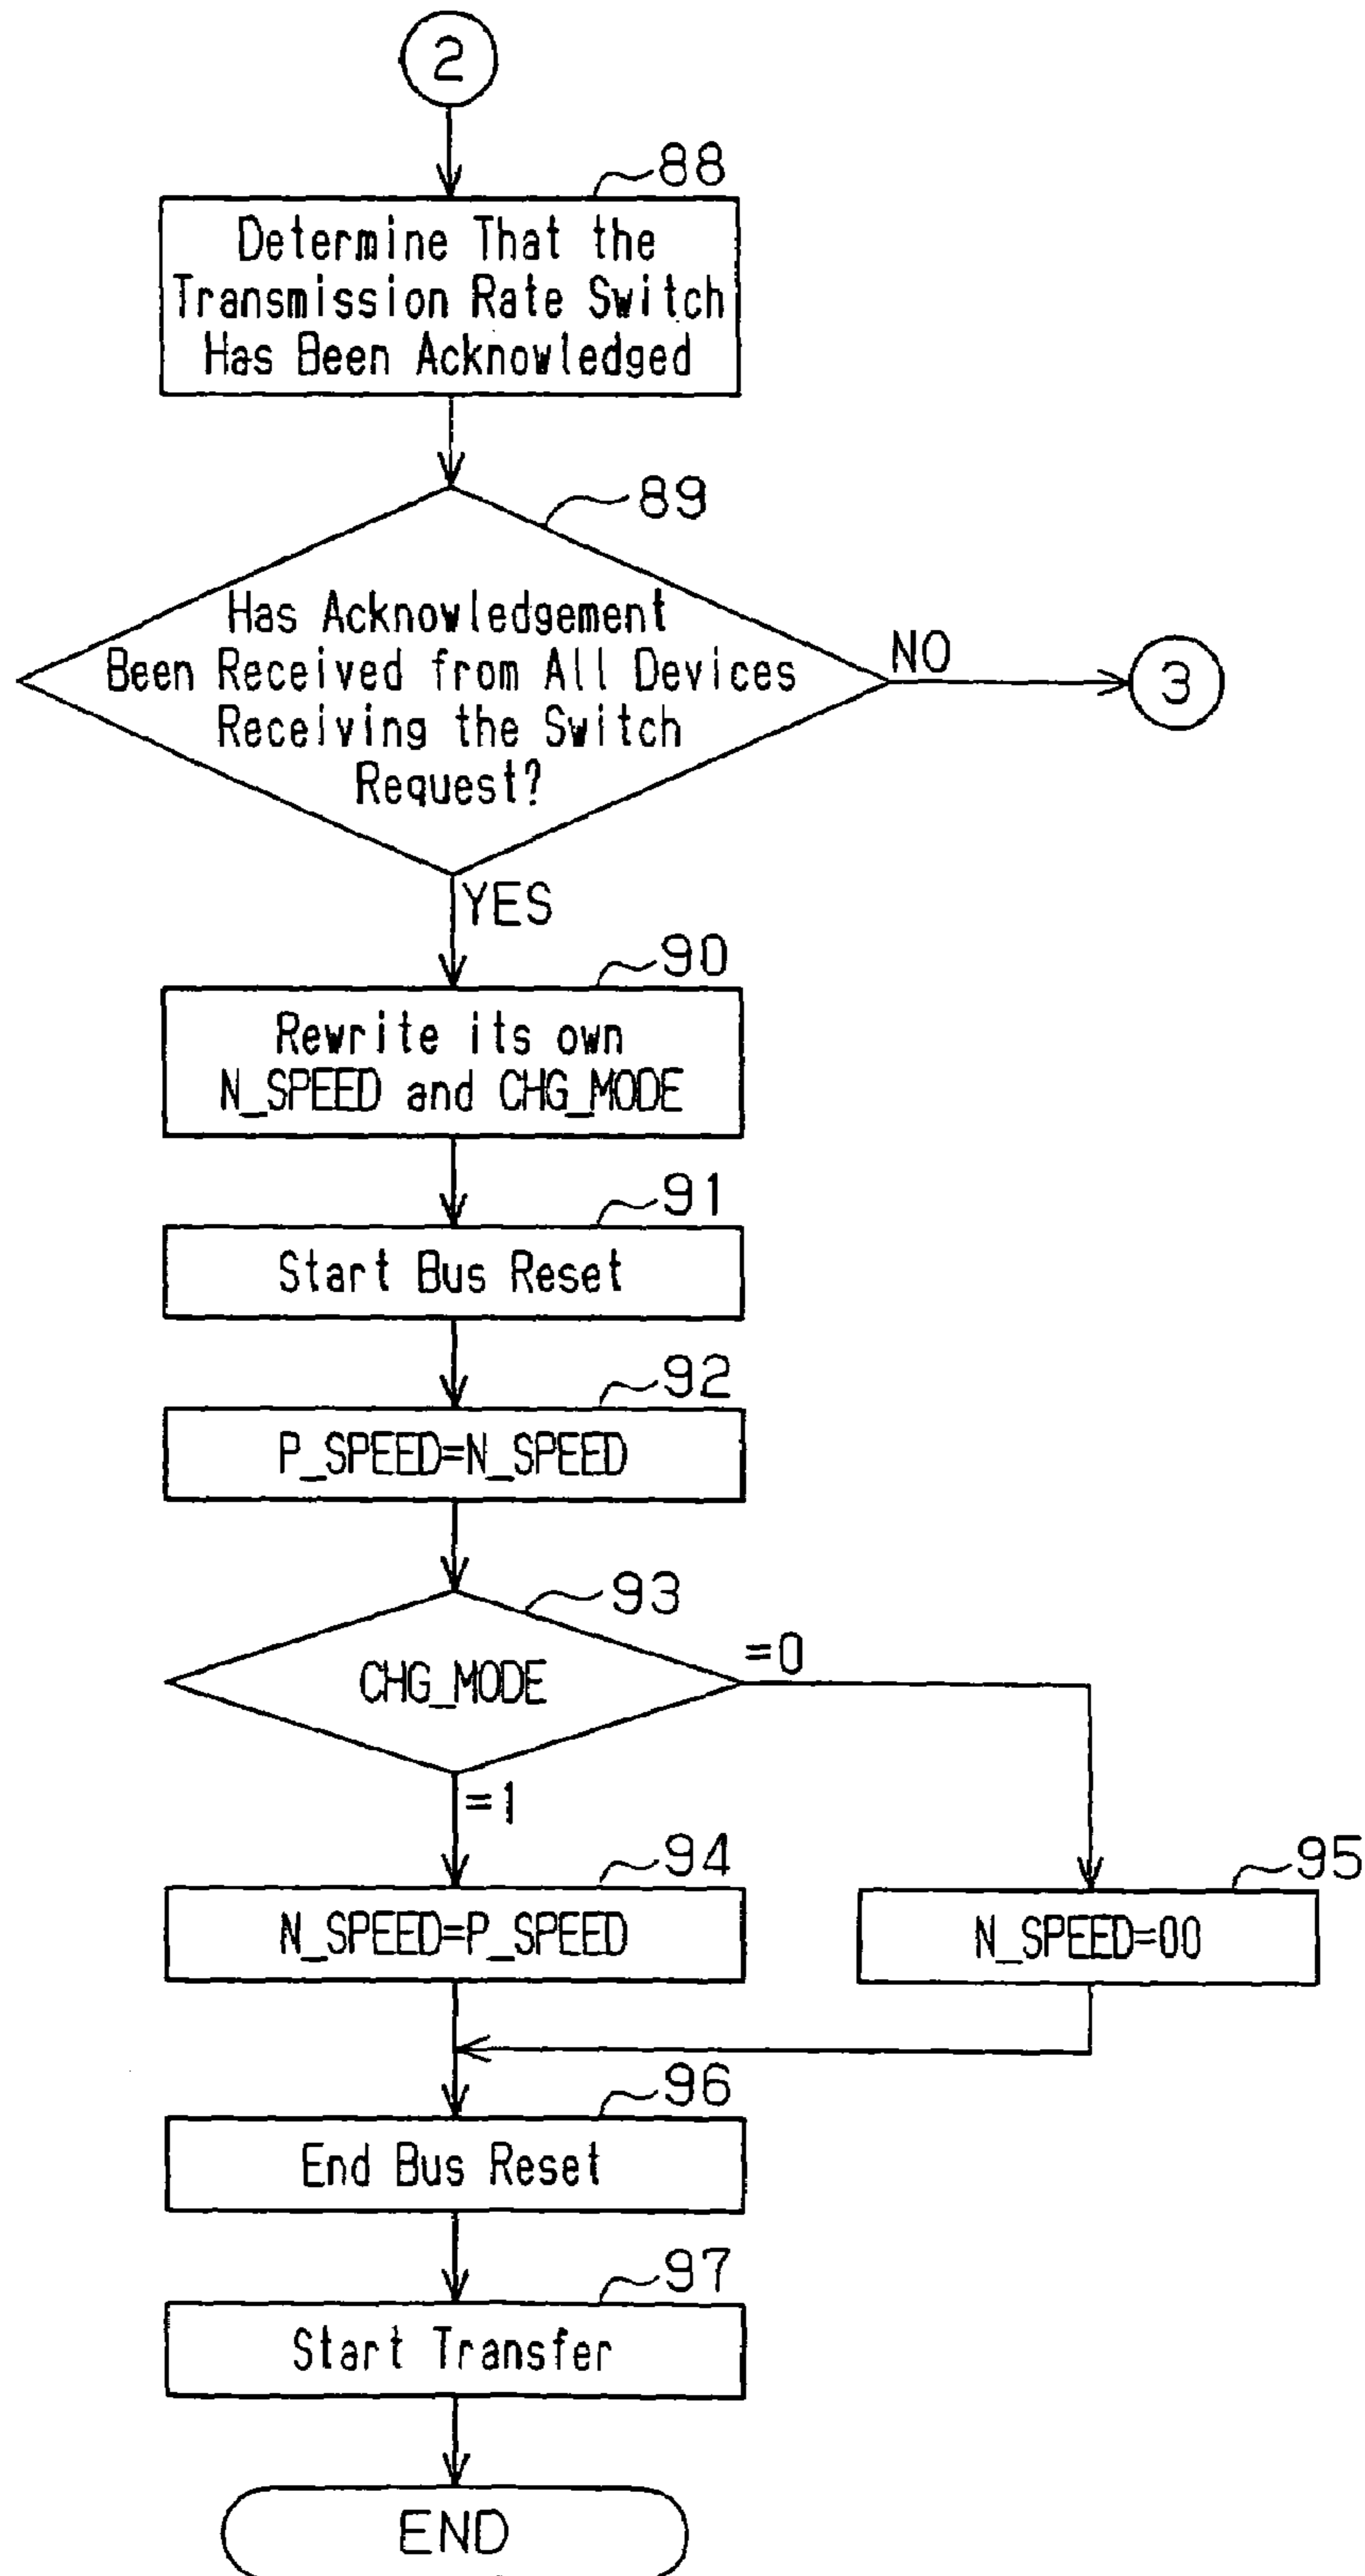 2
88
Determine That the
Transmission Rate Switch
Has Been Acknowledged
89
Has Acknowledgement
Been Received from All Devices
Receiving the Switch
Request?
NO
3
YES
90
Rewrite its own
N_SPEED and CHG_MODE
91
Start Bus Reset
92
P_SPEED=N_SPEED
93
CHG_MODE
=0
=1
94
N_SPEED=P_SPEED
95
N_SPEED=00
96
End Bus Reset
97
Start Transfer
END